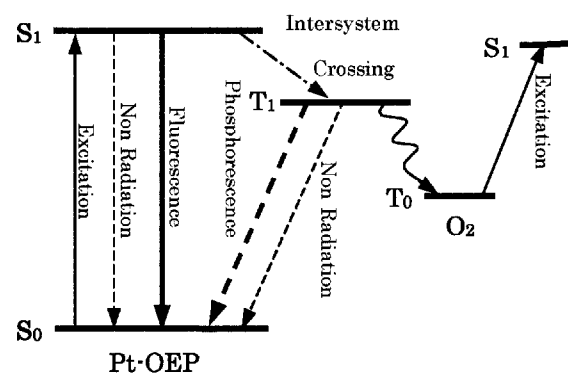 S1
Intersystem
Crossing
S1
T1
Excitation
Non Radiation
Fluorescence
Phosphorescence
Non Radiation
Excitation
T0
O2
S0
Pt-OEP